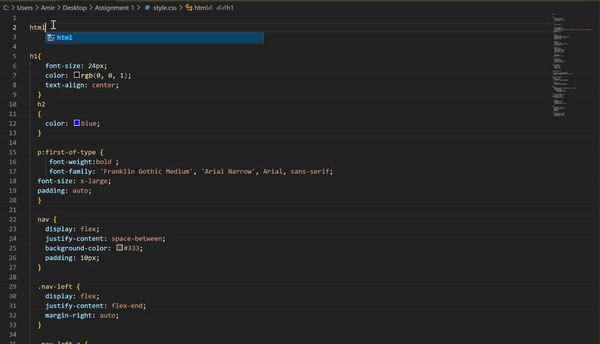 C: > Users > Amir > Desktop > Assignment 1 > # style.css > html > h1
1
2 html
3 html
4
5 h1{
6 font-size: 24px;
7 color: rgb(0, 0, 1);
8 text-align: center;
9 }
10 h2
11 {
12 color: blue;
13 }
14
15 p:first-of-type {
16 font-weight:bold ;
17 font-family: 'Franklin Gothic Medium', 'Arial Narrow', Arial, sans-serif;
18 font-size: x-large;
19 padding: auto;
20 }
21
22 nav {
23 display: flex;
24 justify-content: space-between;
25 background-color: #333;
26 padding: 10px;
27 }
28
29 .nav-left {
30 display: flex;
31 justify-content: flex-end;
32 margin-right: auto;
33 }
34